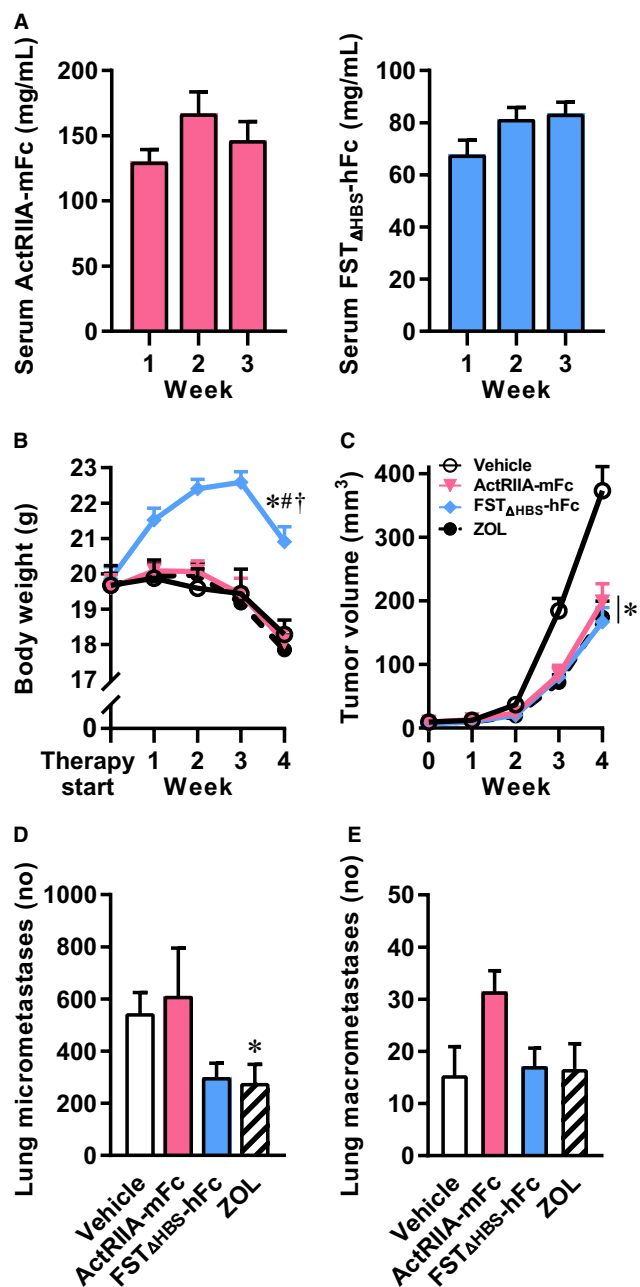 A
Serum ActRIIA-mFc (mg/mL)
200
150
100
50
0
1 2 3
Week
Serum FSTΔHBS-hFc (mg/mL)
100
80
60
40
20
0
1 2 3
Week
B
Body weight (g)
23
22
21
20
19
18
17
0
*#†
Therapy start
1 2 3 4
Week
C
Tumor volume (mm³)
400
300
200
100
0
Vehicle
ActRIIA-mFc
FSTΔHBS-hFc
ZOL
*
0 1 2 3 4
Week
D
Lung micrometastases (no)
1000
800
600
400
200
0
*
Vehicle
ActRIIA-mFc
FSTΔHBS-hFc
ZOL
E
Lung macrometastases (no)
50
40
30
20
10
0
Vehicle
ActRIIA-mFc
FSTΔHBS-hFc
ZOL